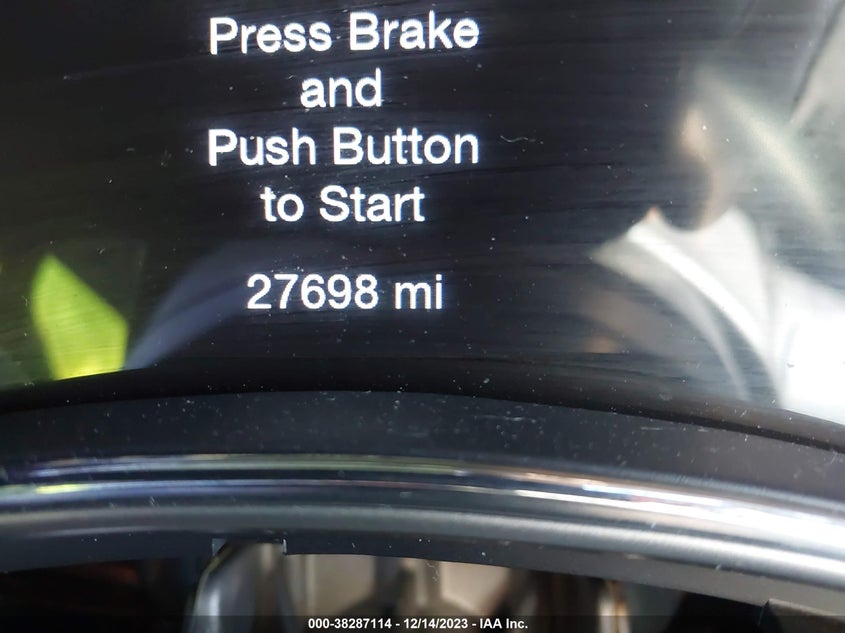 Press Brake
and
Push Button
to Start
27698 mi
000-38287114 - 12/14/2023 - IAA Inc.